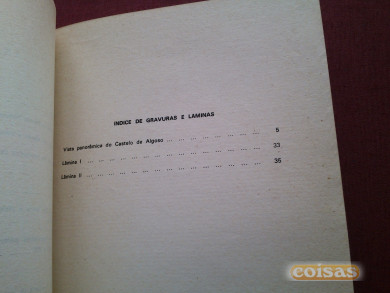 INDICE DE GRAVURAS E LAMINAS
Vista panorâmica do Castelo de Algoso ... ... ... ... ... ... ... ... 5
Lâmina I ... ... ... ... ... ... ... ... ... ... ... ... ... ... 33
Lâmina II ... ... ... ... ... ... ... ... ... ... ... ... ... ... 35
coisas